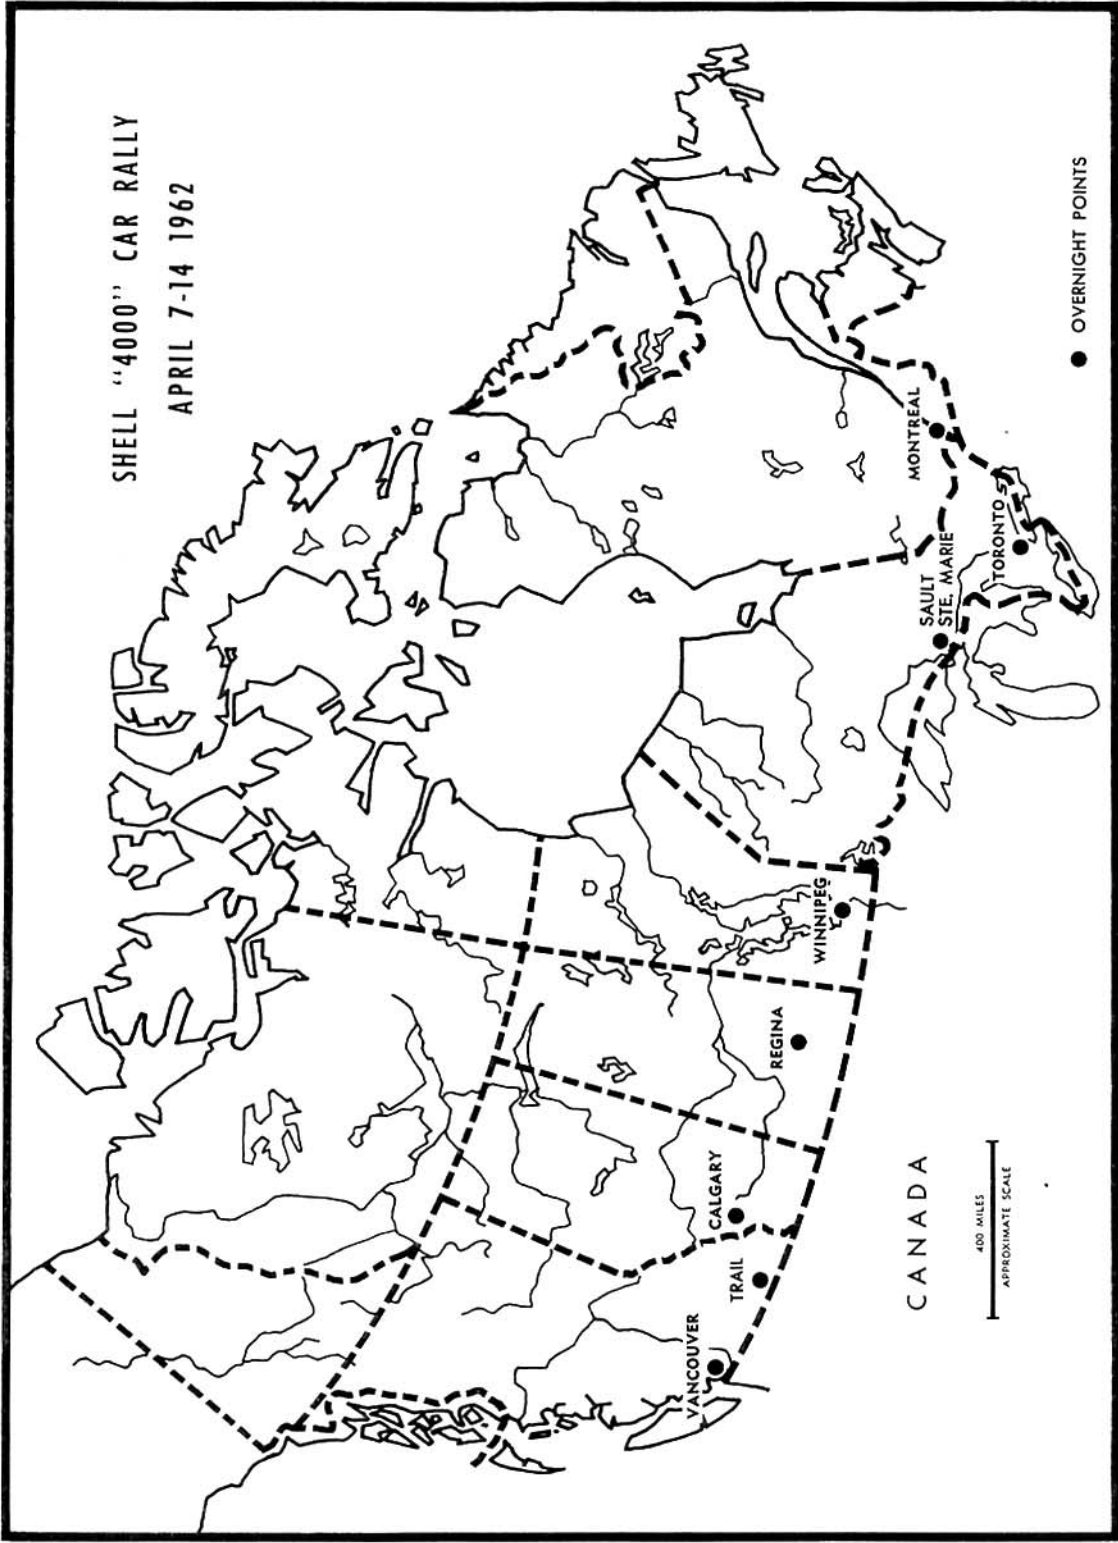 SHELL "4000" CAR RALLY
APRIL 7-14 1962
VANCOUVER
TRAIL
CALGARY
REGINA
WINNIPEG
SAULT
STE. MARIE
TORONTO
MONTREAL
CANADA
400 MILES
APPROXIMATE SCALE
OVERNIGHT POINTS